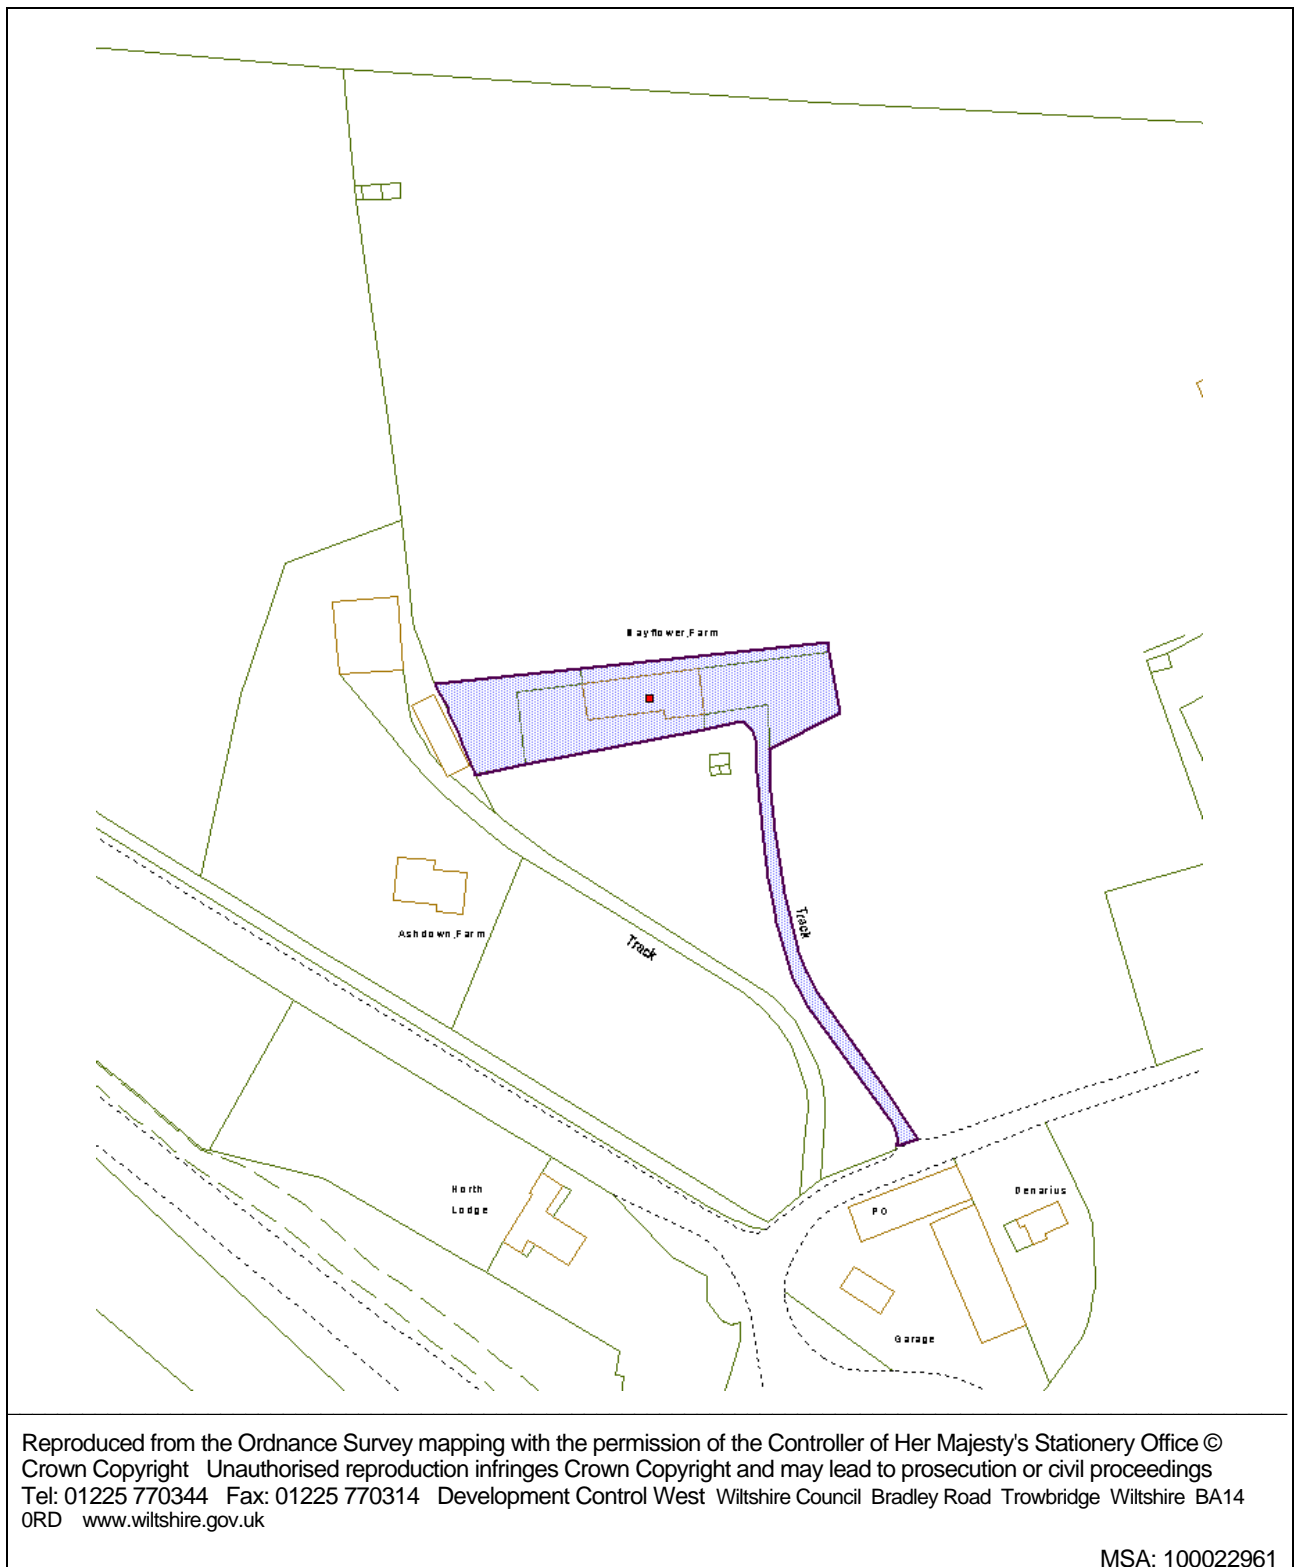 Mayflower Farm
Ashdown Farm
Track
Track
North
Lodge
PO
Denarius
Garage
Reproduced from the Ordnance Survey mapping with the permission of the Controller of Her Majesty's Stationery Office ©
Crown Copyright Unauthorised reproduction infringes Crown Copyright and may lead to prosecution or civil proceedings
Tel: 01225 770344 Fax: 01225 770314 Development Control West Wiltshire Council Bradley Road Trowbridge Wiltshire BA14
0RD www.wiltshire.gov.uk
MSA: 100022961